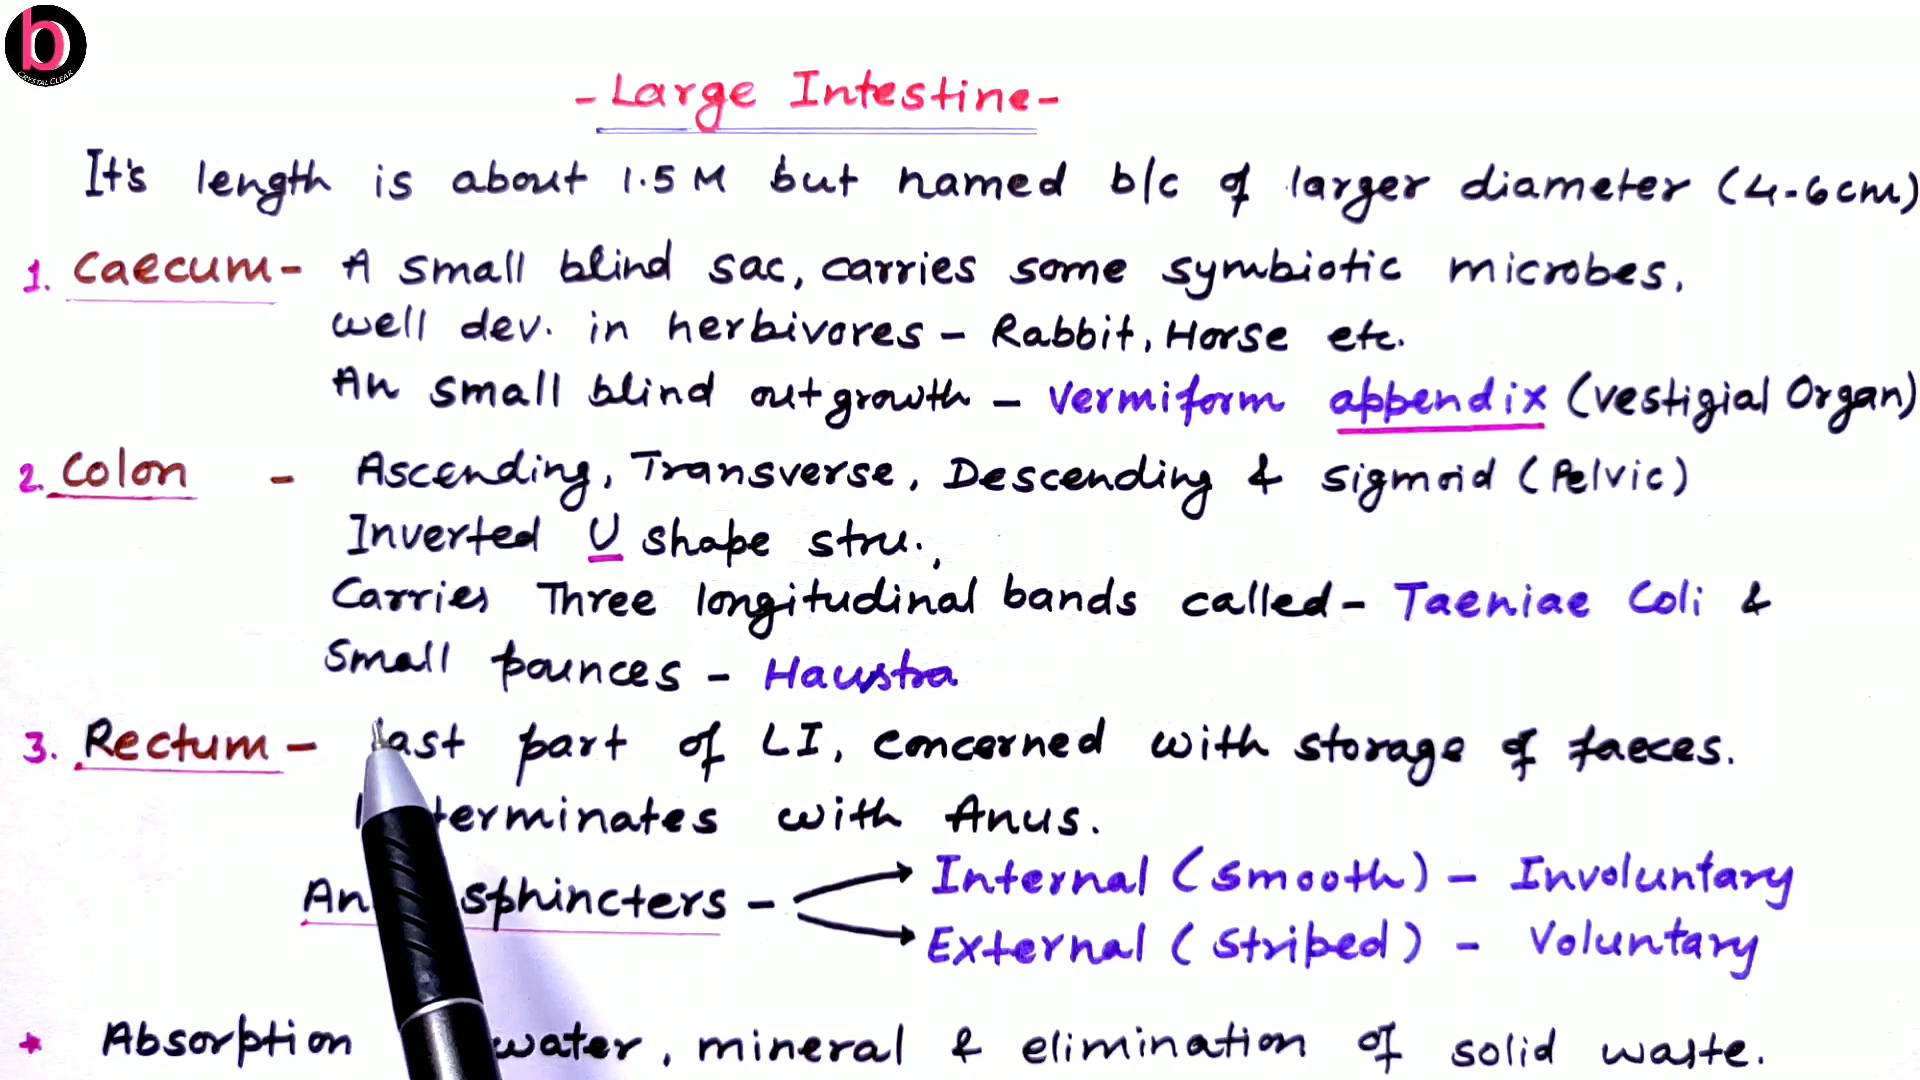 b
CRYSTAL CLEAR
- Large Intestine -
It's length is about 1.5 M but named b/c of larger diameter (4-6cm)
1. Caecum - A small blind sac, carries some symbiotic microbes,
well dev. in herbivores - Rabbit, Horse etc.
An small blind outgrowth - Vermiform appendix (vestigial Organ)
2. Colon - Ascending, Transverse, Descending & sigmoid (Pelvic)
Inverted U shape stru.,
Carries Three longitudinal bands called - Taeniae Coli &
Small pounces - Haustra
3. Rectum - Last part of LI, concerned with storage of faeces.
terminates with Anus.
sphincters - Internal (smooth) - Involuntary
External (striped) - Voluntary
* Absorption water, mineral & elimination of solid waste.